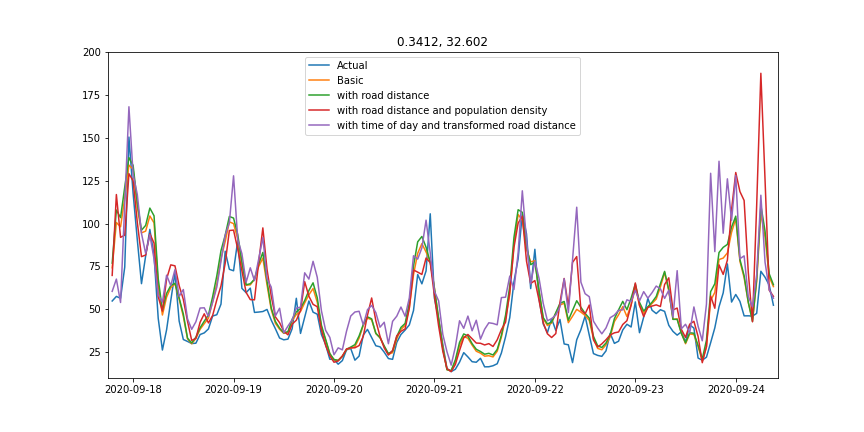 0.3412, 32.602
200
175
150
125
100
75
50
25
Actual
Basic
with road distance
with road distance and population density
with time of day and transformed road distance
2020-09-18 2020-09-19 2020-09-20 2020-09-21 2020-09-22 2020-09-23 2020-09-24